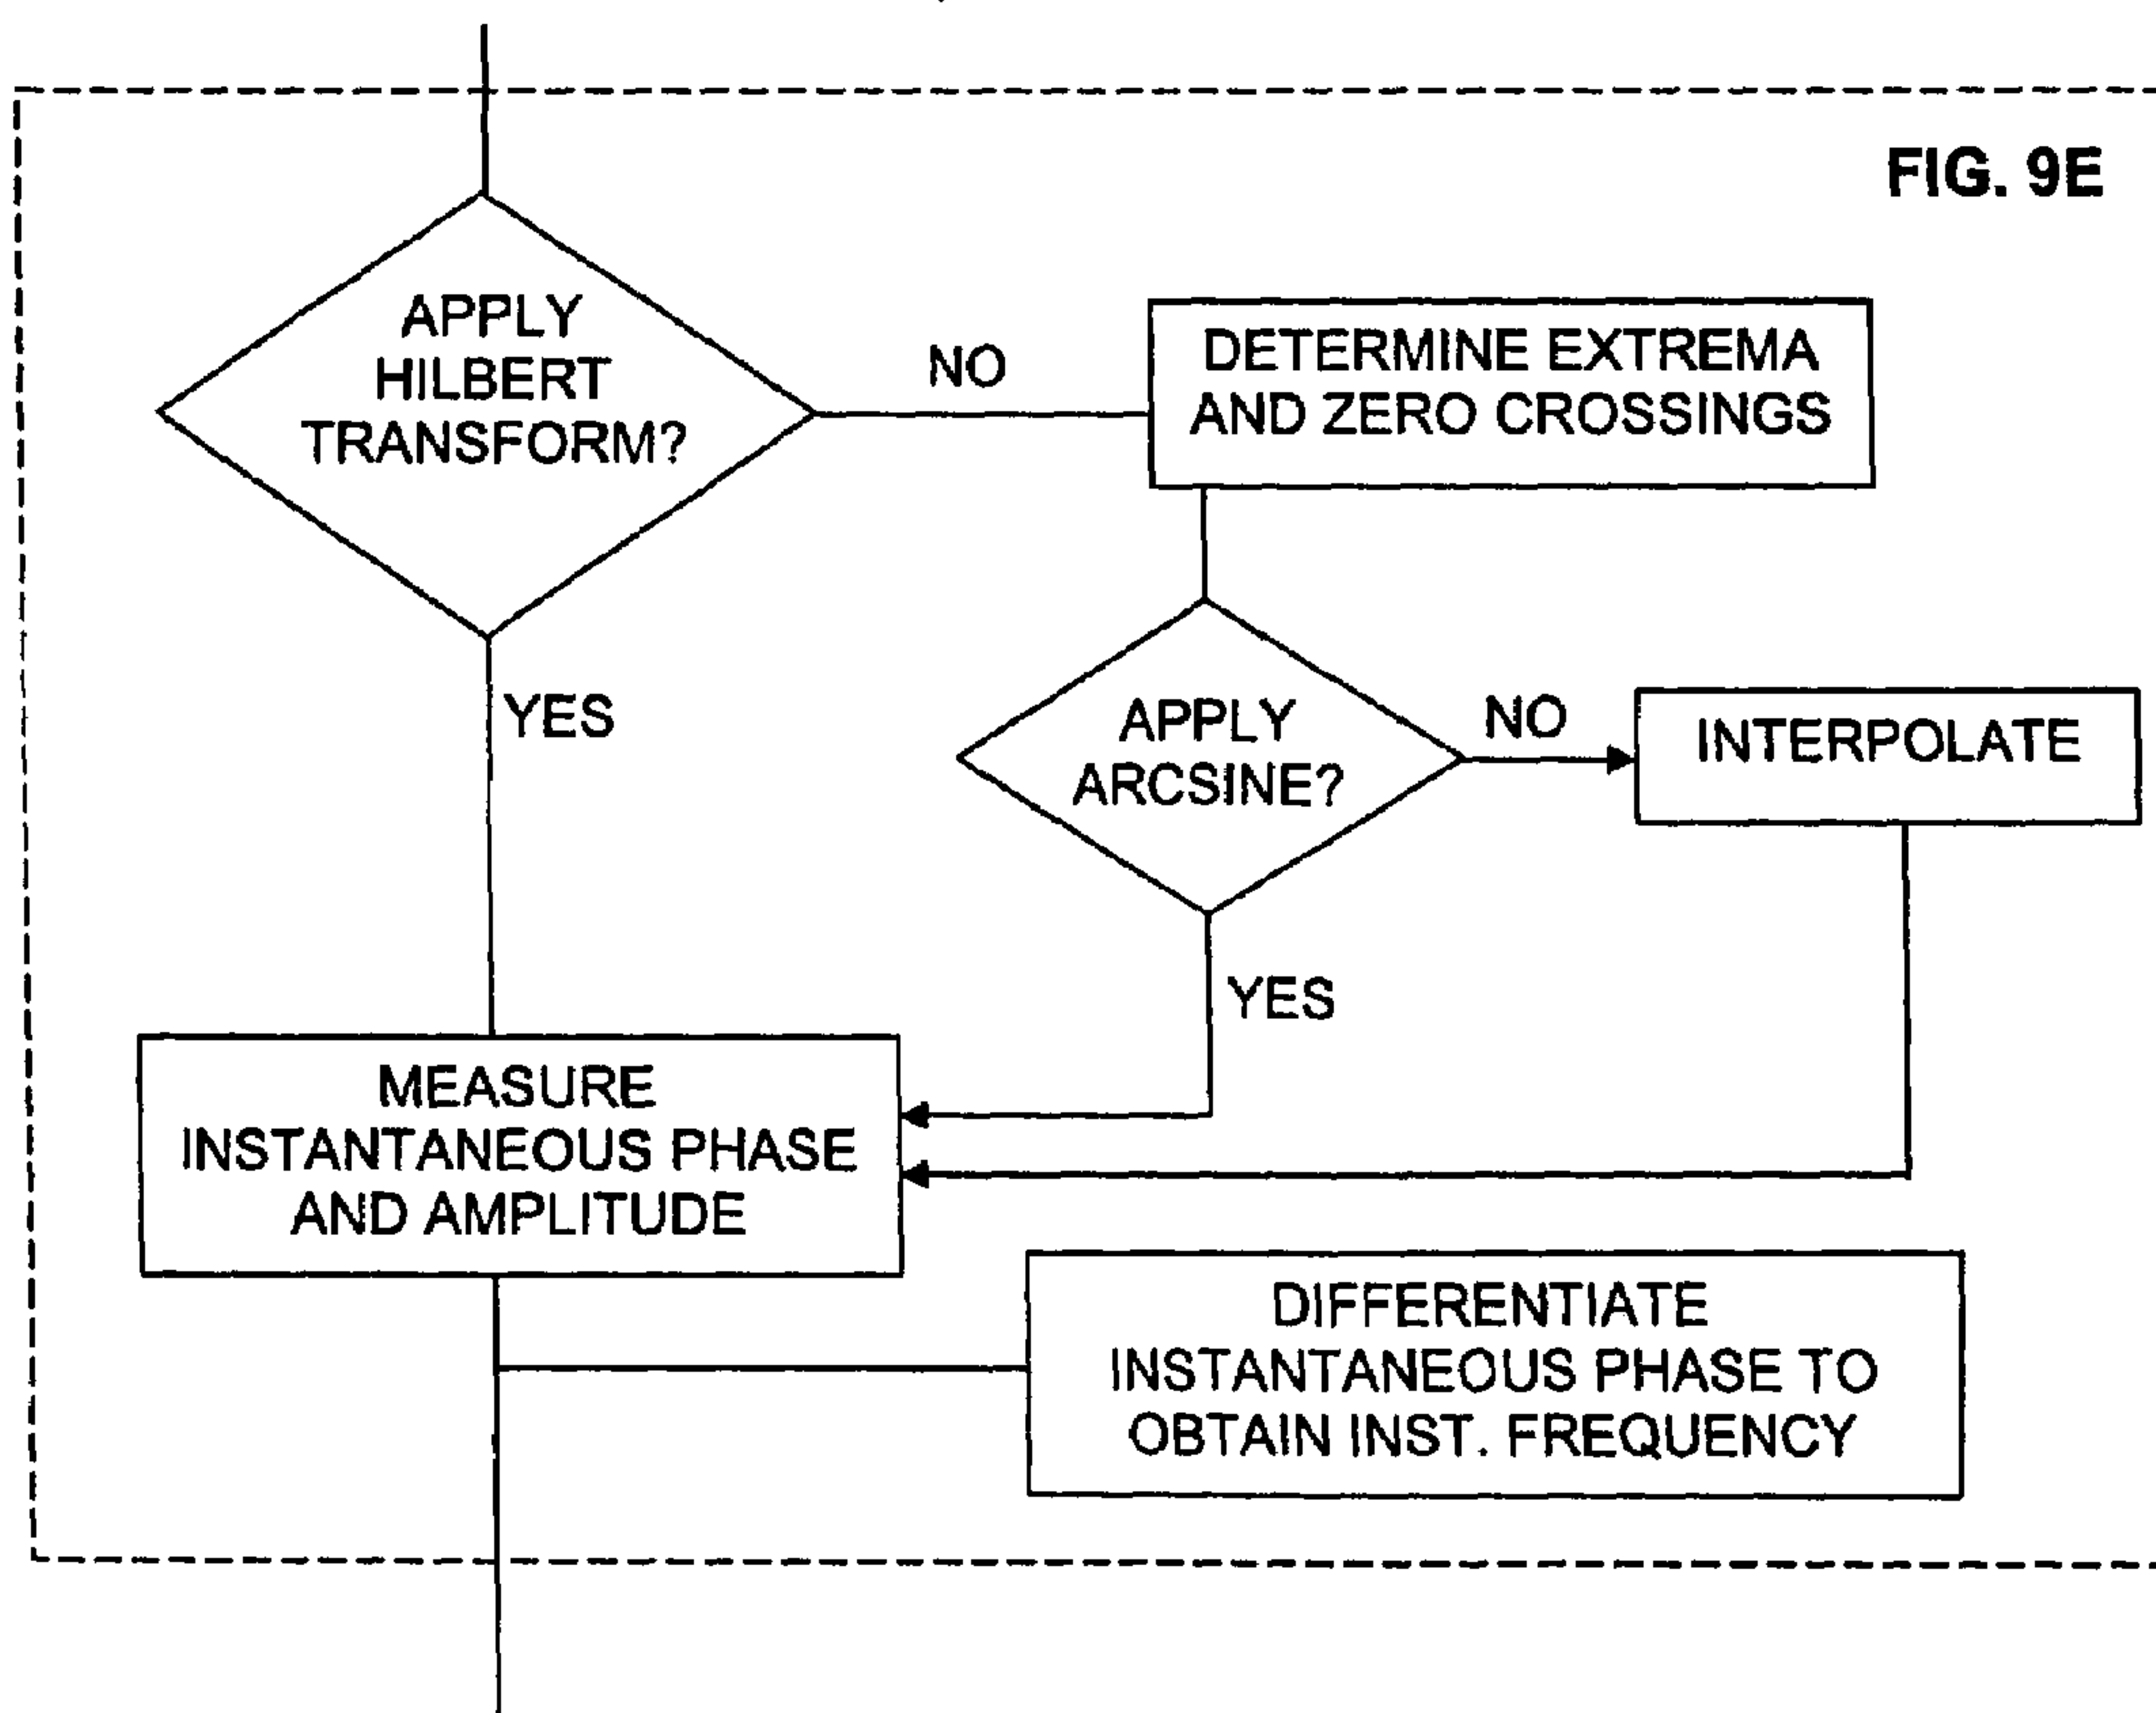 FIG. 9E
APPLY
HILBERT
TRANSFORM?
NO
DETERMINE EXTREMA
AND ZERO CROSSINGS
YES
APPLY
ARCSINE?
NO
INTERPOLATE
YES
MEASURE
INSTANTANEOUS PHASE
AND AMPLITUDE
DIFFERENTIATE
INSTANTANEOUS PHASE TO
OBTAIN INST. FREQUENCY